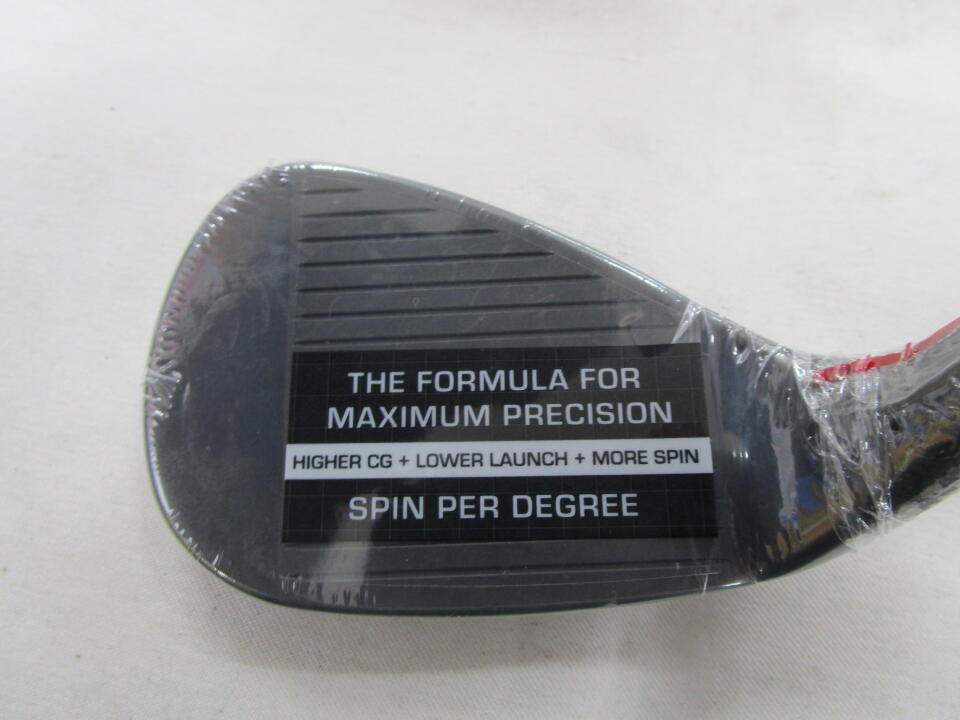 THE FORMULA FOR
MAXIMUM PRECISION
HIGHER CG + LOWER LAUNCH + MORE SPIN
SPIN PER DEGREE